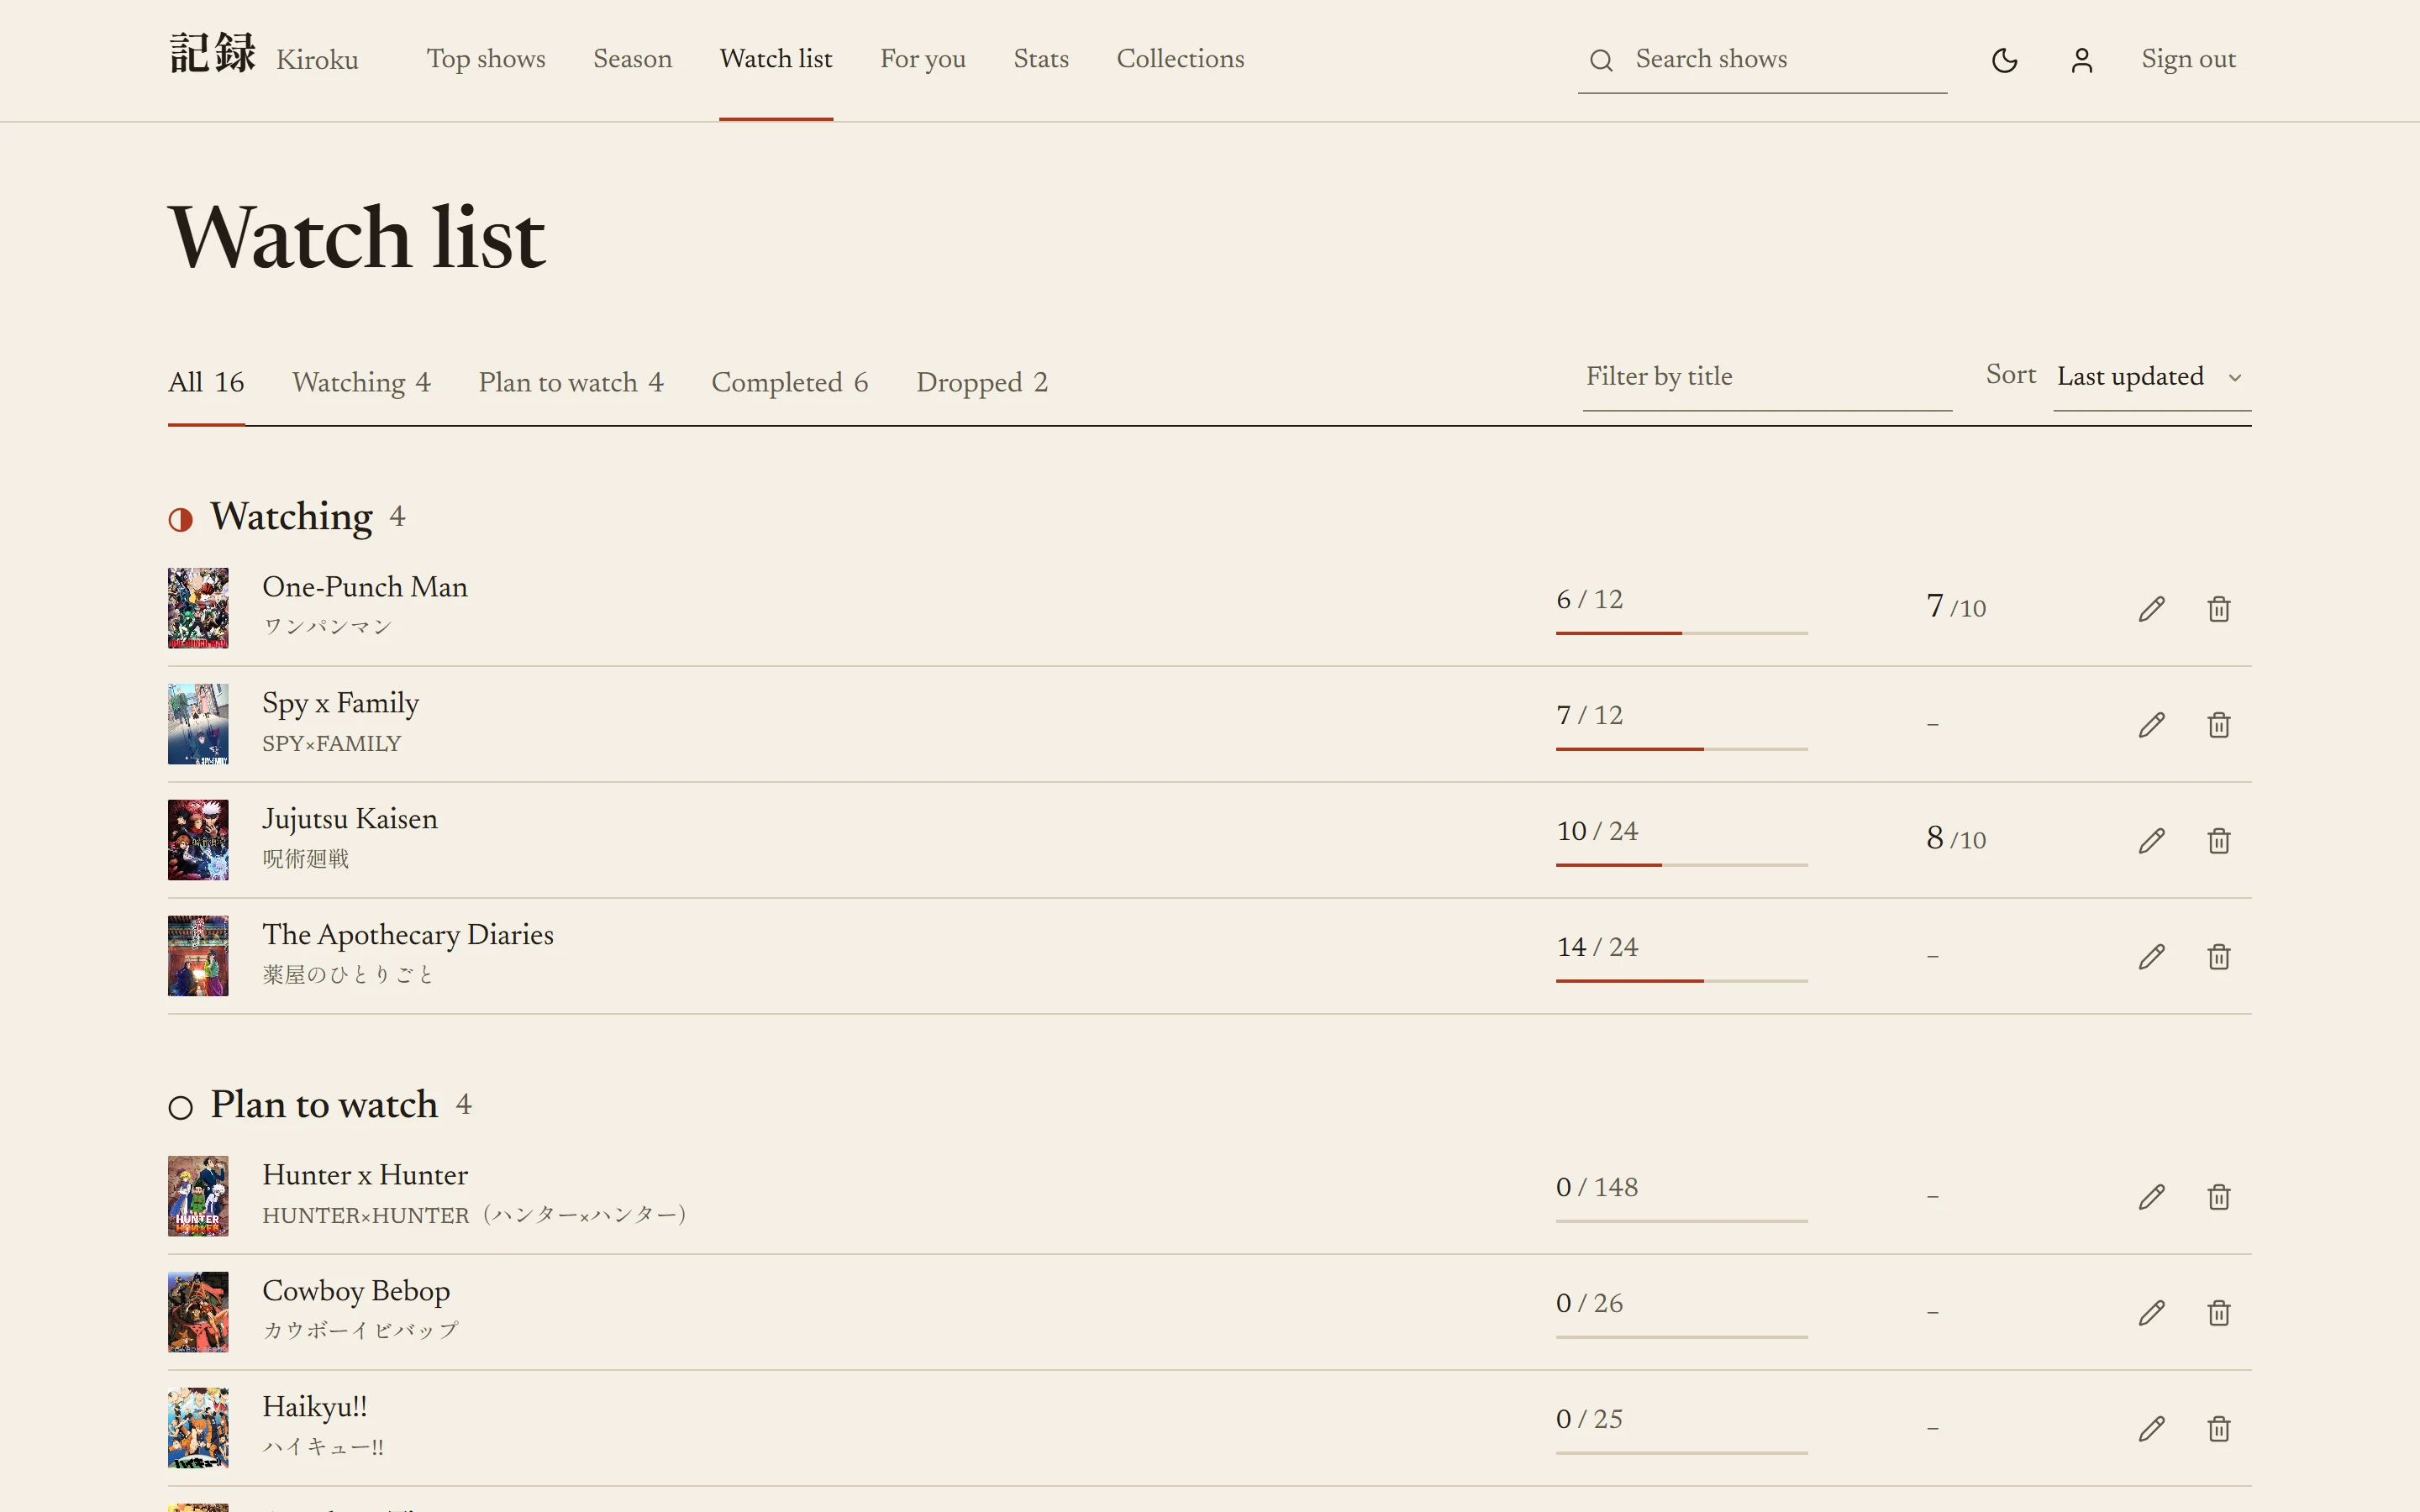 記録 Kiroku Top shows Season Watch list For you Stats Collections Search shows Sign out
Watch list
All 16 Watching 4 Plan to watch 4 Completed 6 Dropped 2 Filter by title Sort Last updated
Watching 4
One-Punch Man
ワンパンマン
6 / 12
7 /10
Spy x Family
SPY×FAMILY
7 / 12
–
Jujutsu Kaisen
呪術廻戦
10 / 24
8 /10
The Apothecary Diaries
薬屋のひとりごと
14 / 24
–
Plan to watch 4
HUNTER
Hunter x Hunter
HUNTER×HUNTER（ハンター×ハンター）
0 / 148
–
Cowboy Bebop
カウボーイビバップ
0 / 26
–
Haikyu!!
ハイキュー!!
0 / 25
–